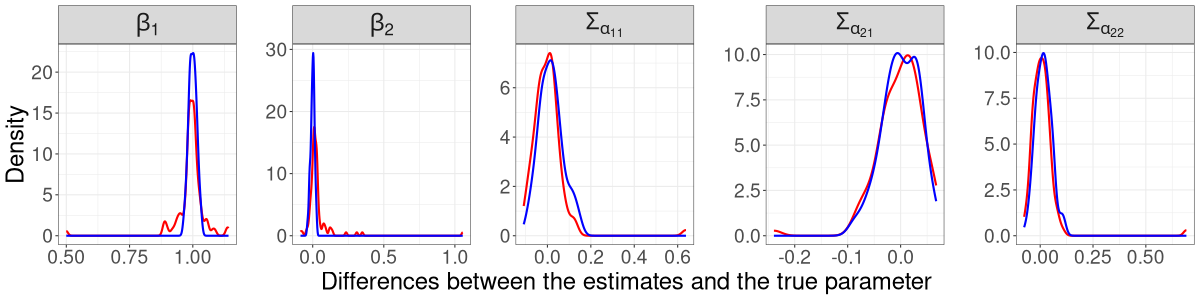 β₁ β₂ Σα₁₁ Σα₂₁ Σα₂₂
Density
20 15 10 5 0
30 20 10 0
6 4 2 0
10.0 7.5 5.0 2.5 0.0
10.0 7.5 5.0 2.5 0.0
0.50 0.75 1.00 0.0 0.5 1.0 0.0 0.2 0.4 0.6 -0.2 -0.1 0.0 0.00 0.25 0.50
Differences between the estimates and the true parameter